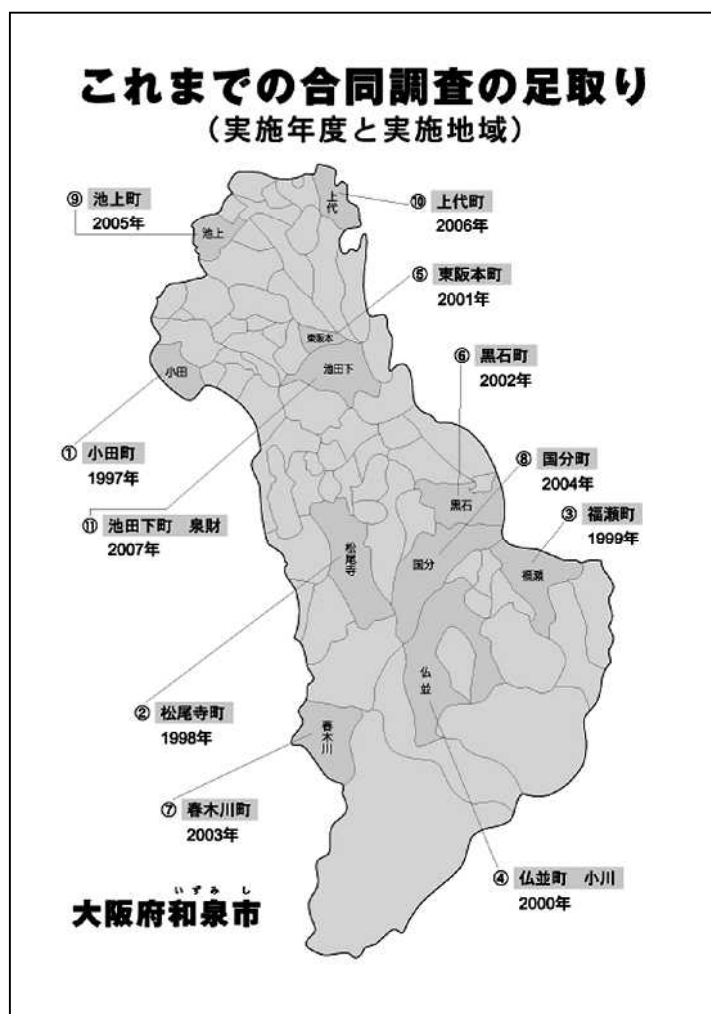 これまでの合同調査の足取り
（実施年度と実施地域）
⑨ 池上町
2005年
⑩ 上代町
2006年
上代
池上
⑤ 東阪本町
2001年
東阪本
池田下
小田
⑥ 黒石町
2002年
① 小田町
1997年
⑧ 国分町
2004年
黒石
⑪ 池田下町 泉財
2007年
③ 福瀬町
1999年
松尾寺
国分
福瀬
仏並
② 松尾寺町
1998年
春木川
⑦ 春木川町
2003年
④ 仏並町 小川
2000年
いずみし
大阪府和泉市